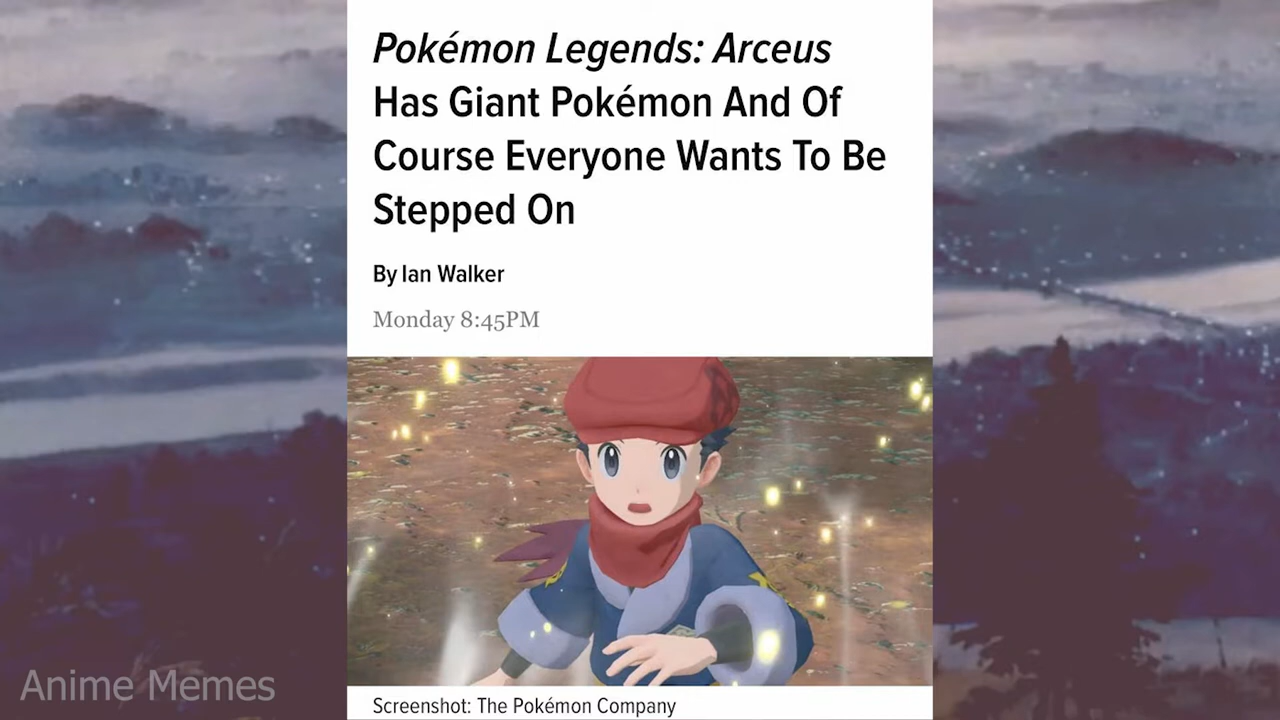 Pokémon Legends: Arceus
Has Giant Pokémon And Of
Course Everyone Wants To Be
Stepped On
By Ian Walker
Monday 8:45PM
Screenshot: The Pokémon Company
Anime Memes